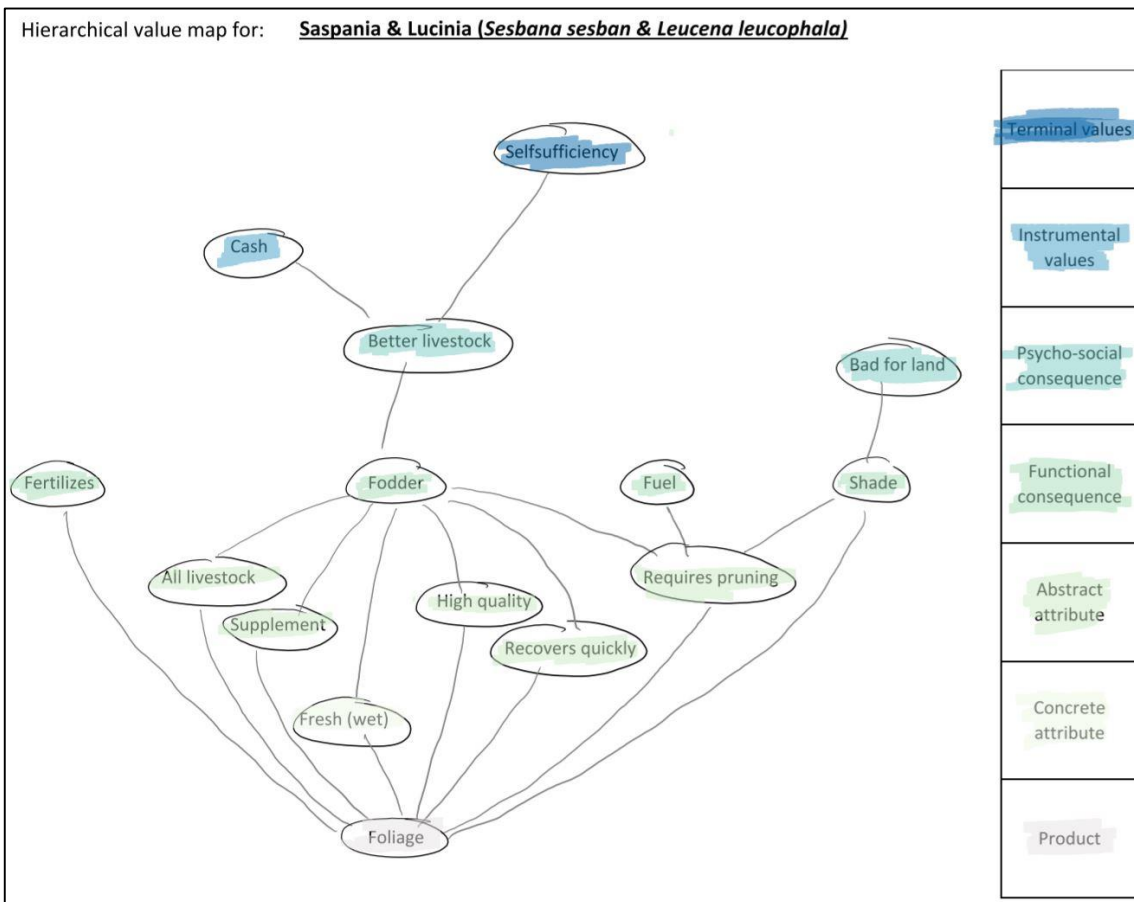 Hierarchical value map for: Saspania & Lucinia (Sesbana sesban & Leucena leucophala)
Selfsufficiency
Cash
Better livestock
Bad for land
Fertilizes
Fodder
Fuel
Shade
All livestock
Supplement
High quality
Requires pruning
Recovers quickly
Fresh (wet)
Foliage
Terminal values
Instrumental
values
Psycho-social
consequence
Functional
consequence
Abstract
attribute
Concrete
attribute
Product